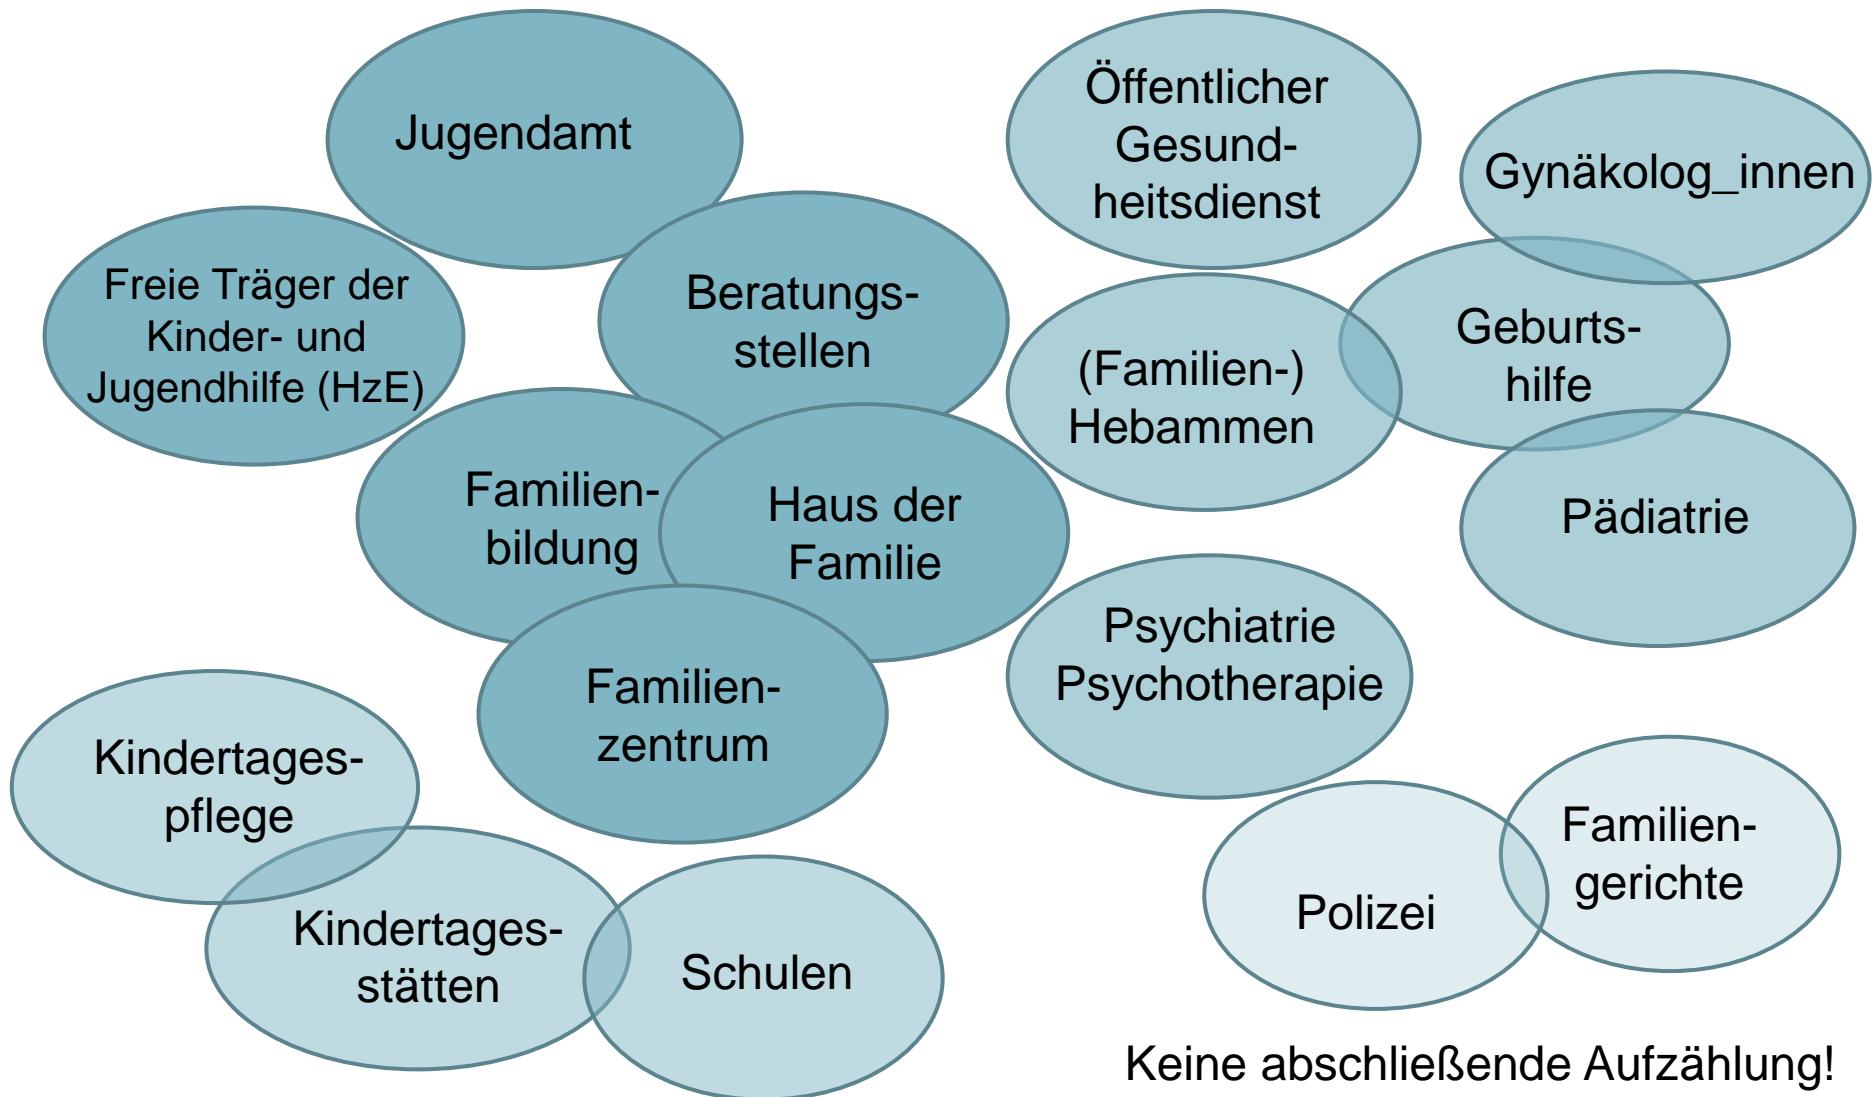 Jugendamt
Freie Träger der
Kinder- und
Jugendhilfe (HzE)
Beratungs-
stellen
Familien-
bildung
Haus der
Familie
Familien-
zentrum
Öffentlicher
Gesund-
heitsdienst
Gynäkolog_innen
(Familien-)
Hebammen
Geburts-
hilfe
Pädiatrie
Psychiatrie
Psychotherapie
Kindertages-
pflege
Kindertages-
stätten
Schulen
Polizei
Familien-
gerichte
Keine abschließende Aufzählung!